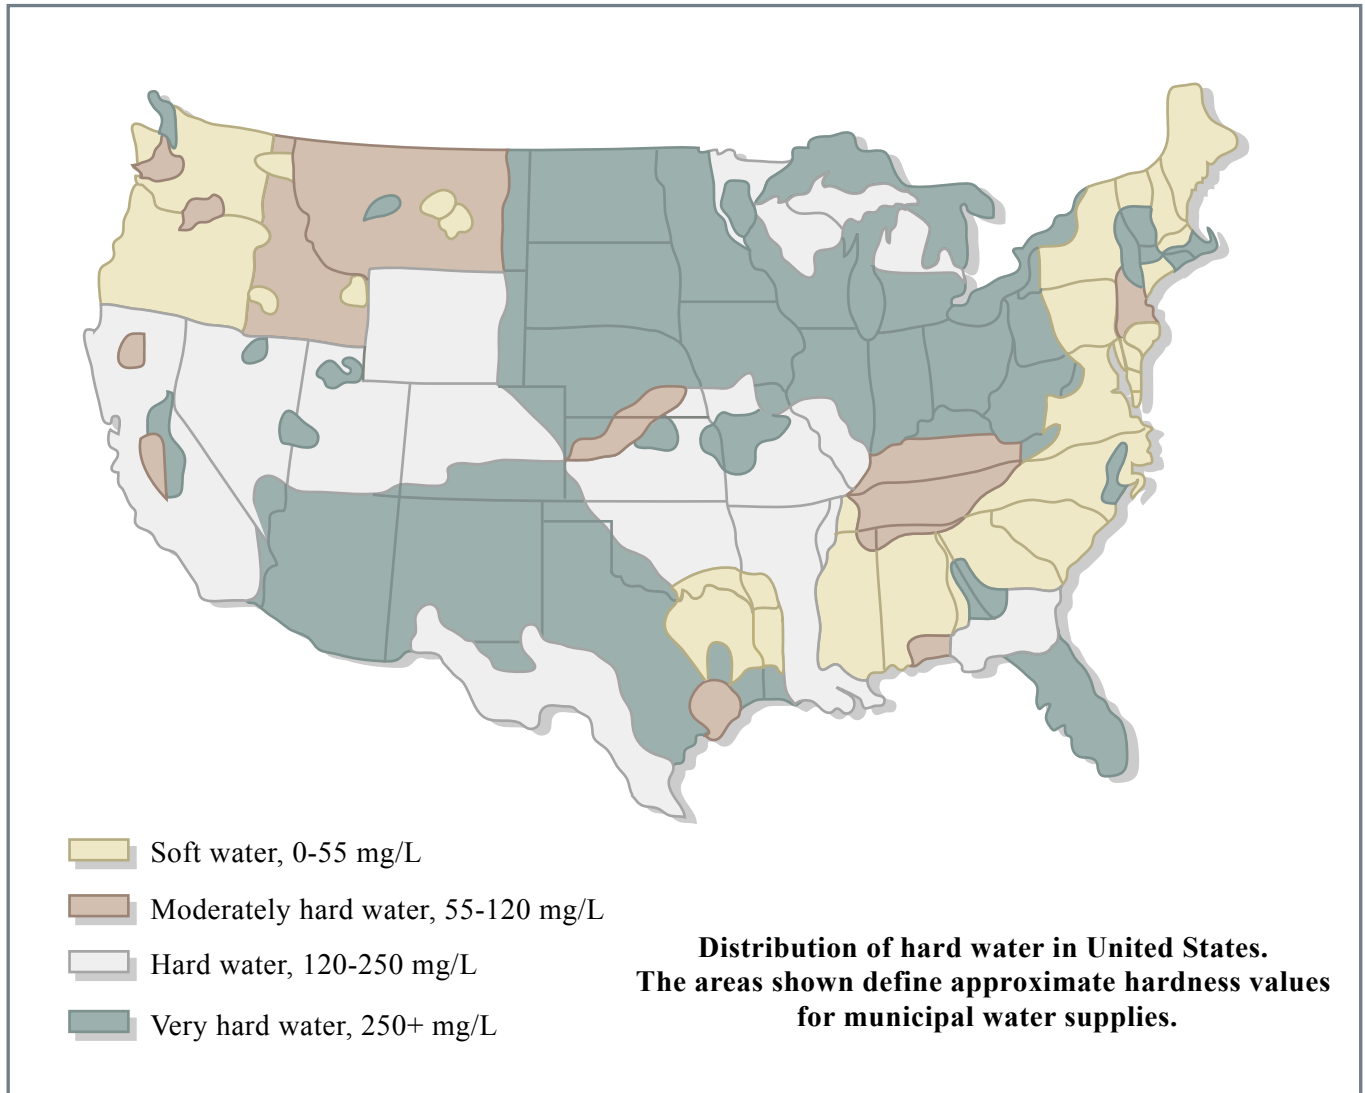 Soft water, 0-55 mg/L
Moderately hard water, 55-120 mg/L
Hard water, 120-250 mg/L
Very hard water, 250+ mg/L
Distribution of hard water in United States.
The areas shown define approximate hardness values
for municipal water supplies.